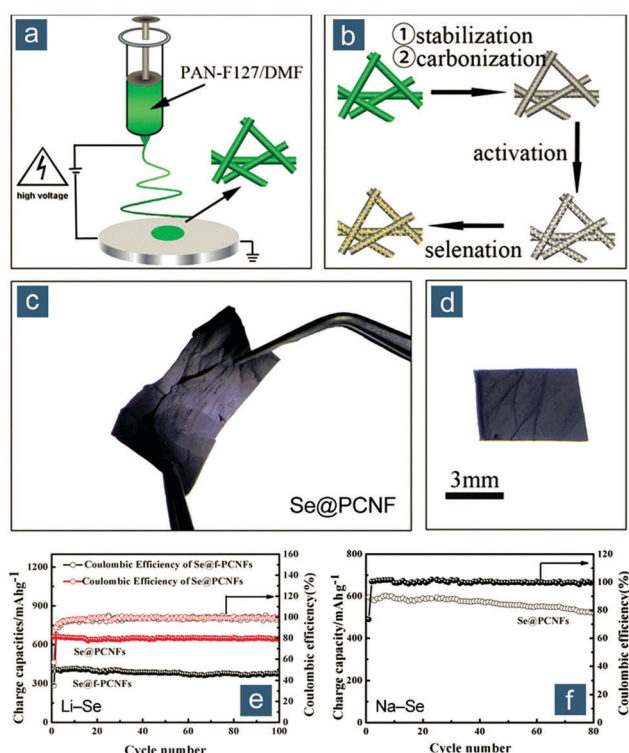 a
PAN-F127/DMF
high voltage
b
①stabilization
②carbonization
activation
selenation
c
Se@PCNF
d
3mm
Charge capacities/mAhg⁻¹
1200
900
600
300
0
Coulombic Efficiency of Se@f-PCNFs
Coulombic Efficiency of Se@PCNFs
Se@PCNFs
Se@f-PCNFs
Li–Se
e
160
140
120
100
80
60
40
20
0
Coulombic efficiency(%)
0 20 40 60 80 100
Cycle number
Charge capacity/mAh g⁻¹
800
600
400
200
0
Se@PCNFs
Na–Se
f
120
100
80
60
40
20
0
Coulombic efficiency(%)
0 20 40 60 80
Cycle number